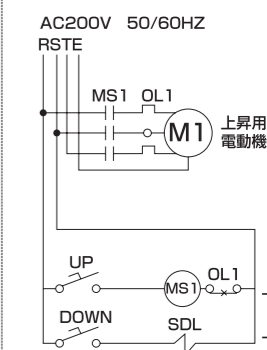 AC200V 50/60HZ
RSTE
MS1 OL1
M1
上昇用
電動機
UP
MS1
OL1
DOWN
SDL